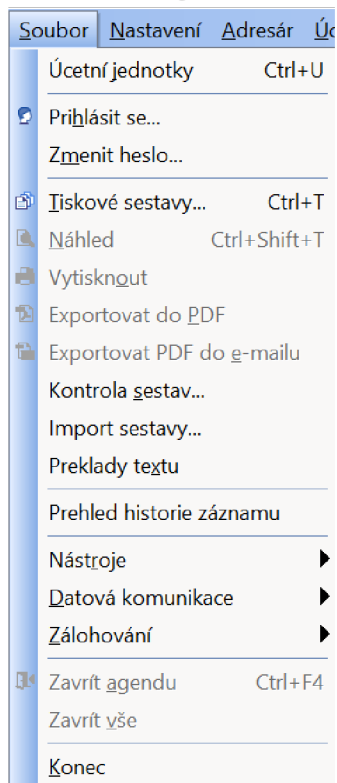 Soubor Nastavení Adresár Úc
Úcetní jednotky Ctrl+U
Prihlásit se...
Zmenit heslo...
Tiskové sestavy... Ctrl+T
Náhled Ctrl+Shift+T
Vytisknout
Exportovat do PDF
Exportovat PDF do e-mailu
Kontrola sestav...
Import sestavy...
Preklady textu
Prehled historie záznamu
Nástroje
Datová komunikace
Zálohování
Zavrít agendu Ctrl+F4
Zavrít vše
Konec